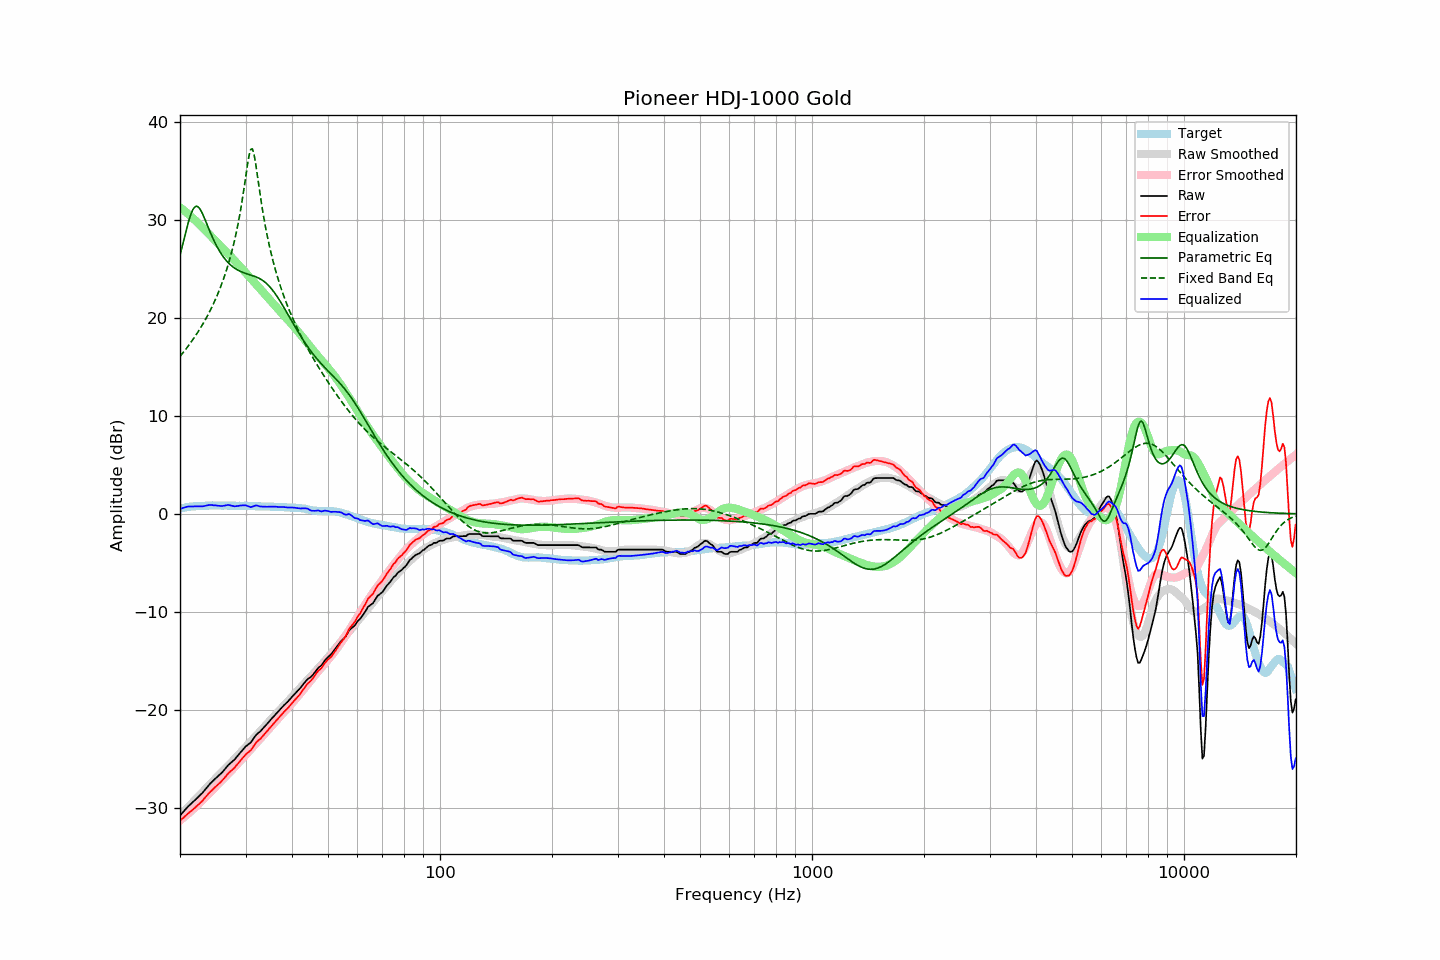 Pioneer HDJ-1000 Gold
40
30
20
10
0
−10
−20
−30
Amplitude (dBr)
100
1000
10000
Frequency (Hz)
Target
Raw Smoothed
Error Smoothed
Raw
Error
Equalization
Parametric Eq
Fixed Band Eq
Equalized